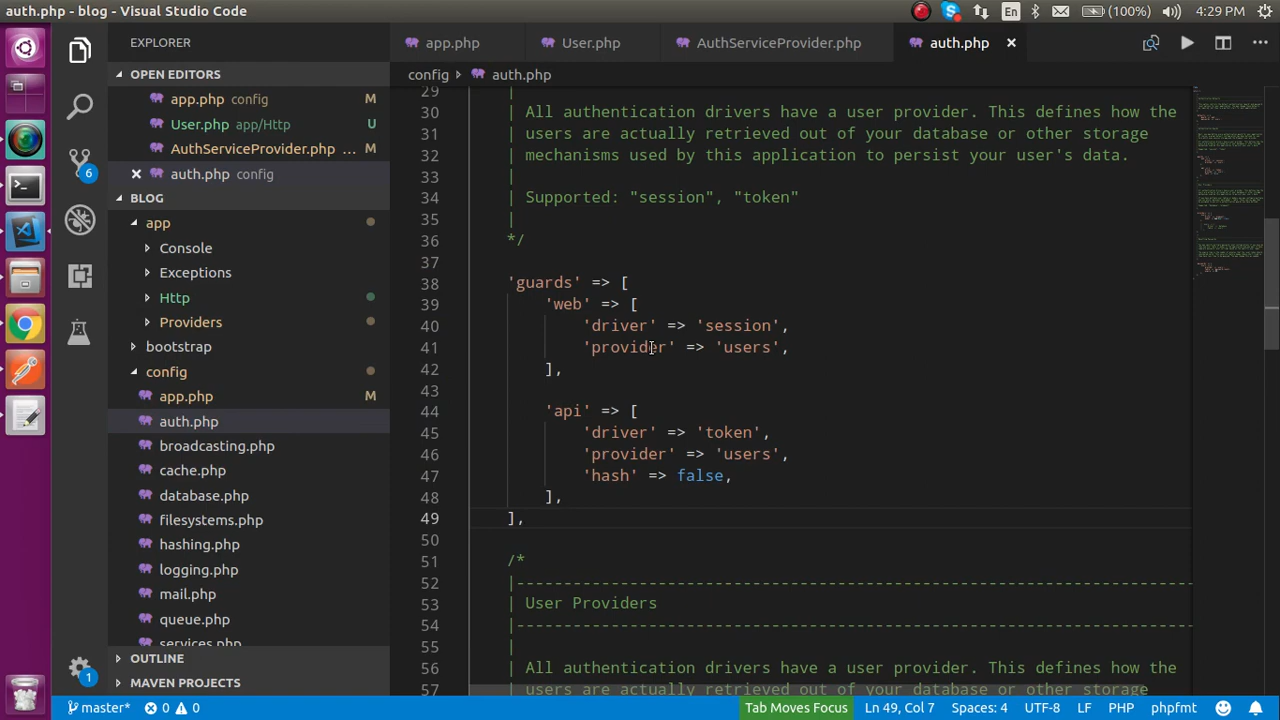 auth.php - blog - Visual Studio Code
En
(100%)
4:29 PM
EXPLORER
OPEN EDITORS
app.php config M
User.php app/Http U
AuthServiceProvider.php ... M
auth.php config
BLOG
app
Console
Exceptions
Http
Providers
bootstrap
config
app.php M
auth.php
broadcasting.php
cache.php
database.php
filesystems.php
hashing.php
logging.php
mail.php
queue.php
services.php
OUTLINE
MAVEN PROJECTS
6
1
app.php
User.php
AuthServiceProvider.php
auth.php
config > auth.php
29 |
30 | All authentication drivers have a user provider. This defines how the
31 | users are actually retrieved out of your database or other storage
32 | mechanisms used by this application to persist your user's data.
33 |
34 | Supported: "session", "token"
35 |
36 */
37
38 'guards' => [
39 'web' => [
40 'driver' => 'session',
41 'provider' => 'users',
42 ],
43
44 'api' => [
45 'driver' => 'token',
46 'provider' => 'users',
47 'hash' => false,
48 ],
49 ],
50
51 /*
52 |--------------------------------------------------------------------------
53 | User Providers
54 |--------------------------------------------------------------------------
55 |
56 | All authentication drivers have a user provider. This defines how the
57 | users are actually retrieved out of your database or other storage
master* 0 0
Tab Moves Focus
Ln 49, Col 7
Spaces: 4
UTF-8
LF
PHP
phpfmt